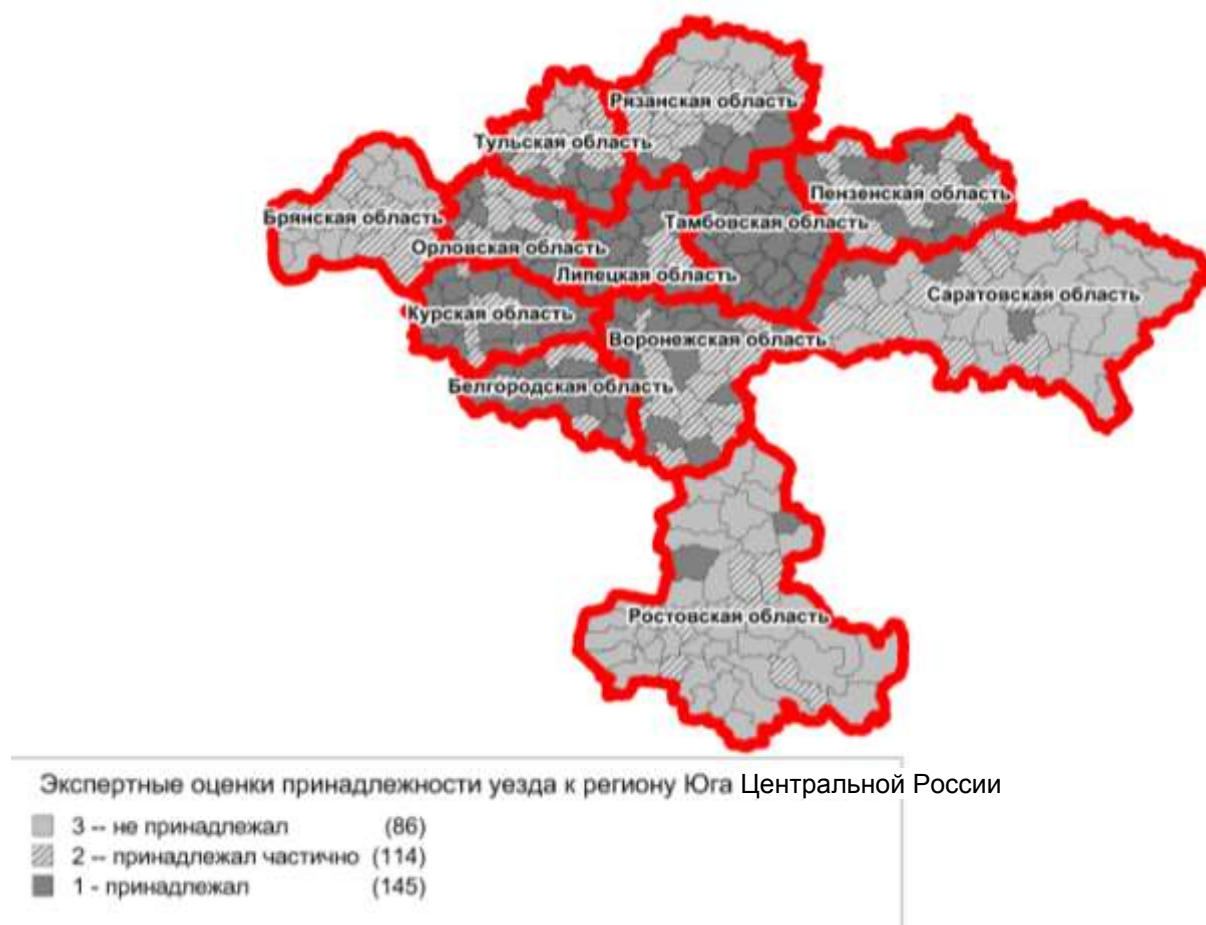 Рязанская область
Тульская область
Пензенская область
Брянская область
Тамбовская область
Орловская область
Липецкая область
Саратовская область
Курская область
Воронежская область
Белгородская область
Ростовская область
Экспертные оценки принадлежности уезда к региону Юга Центральной России
3 -- не принадлежал (86)
2 -- принадлежал частично (114)
1 - принадлежал (145)